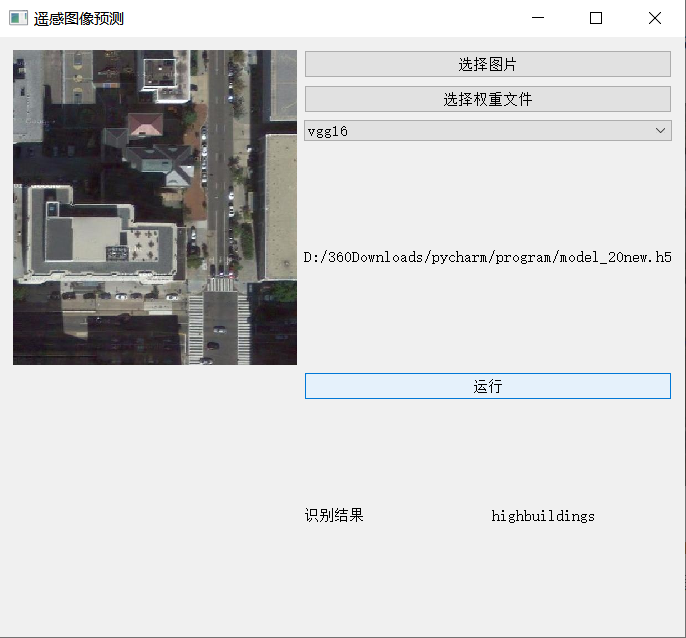 遥感图像预测
选择图片
选择权重文件
vgg16
D:/360Downloads/pycharm/program/model_20new.h5
运行
识别结果 highbuildings